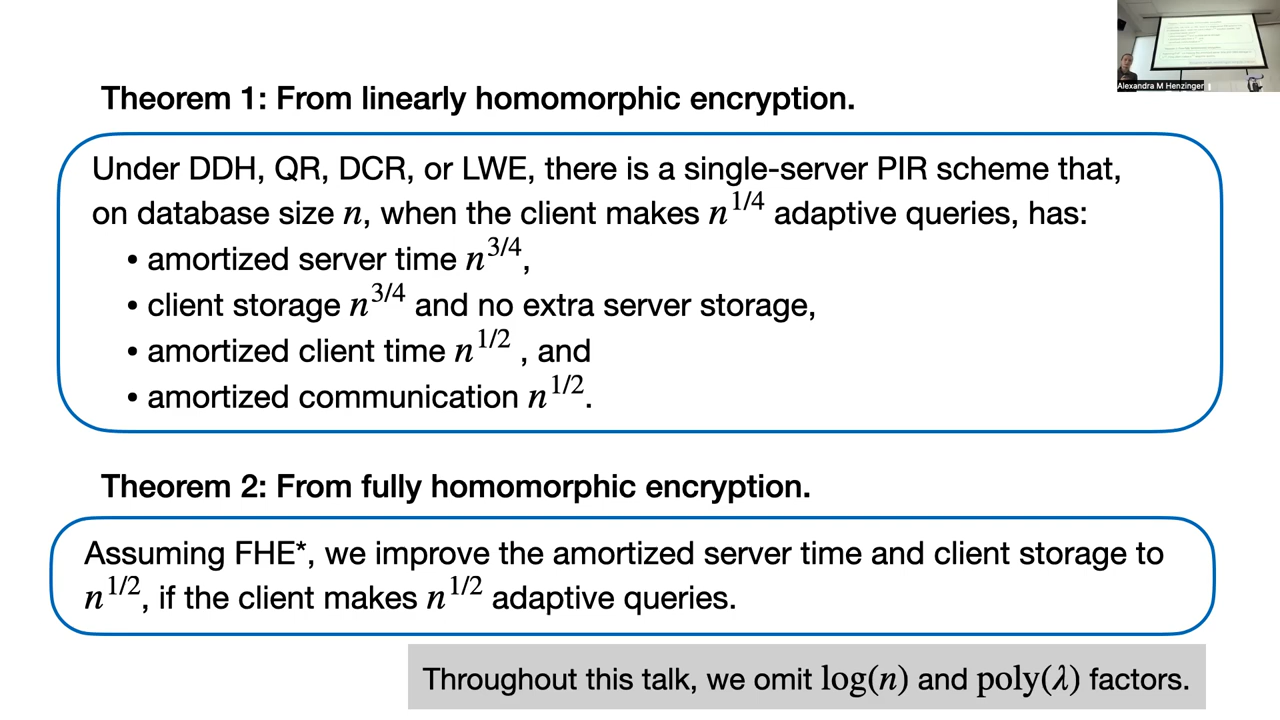 Alexandra M Henzinger
Theorem 1: From linearly homomorphic encryption.
Under DDH, QR, DCR, or LWE, there is a single-server PIR scheme that,
on database size n, when the client makes n^{1/4} adaptive queries, has:
• amortized server time n^{3/4},
• client storage n^{3/4} and no extra server storage,
• amortized client time n^{1/2} , and
• amortized communication n^{1/2}.
Theorem 2: From fully homomorphic encryption.
Assuming FHE*, we improve the amortized server time and client storage to
n^{1/2}, if the client makes n^{1/2} adaptive queries.
Throughout this talk, we omit log(n) and poly(λ) factors.